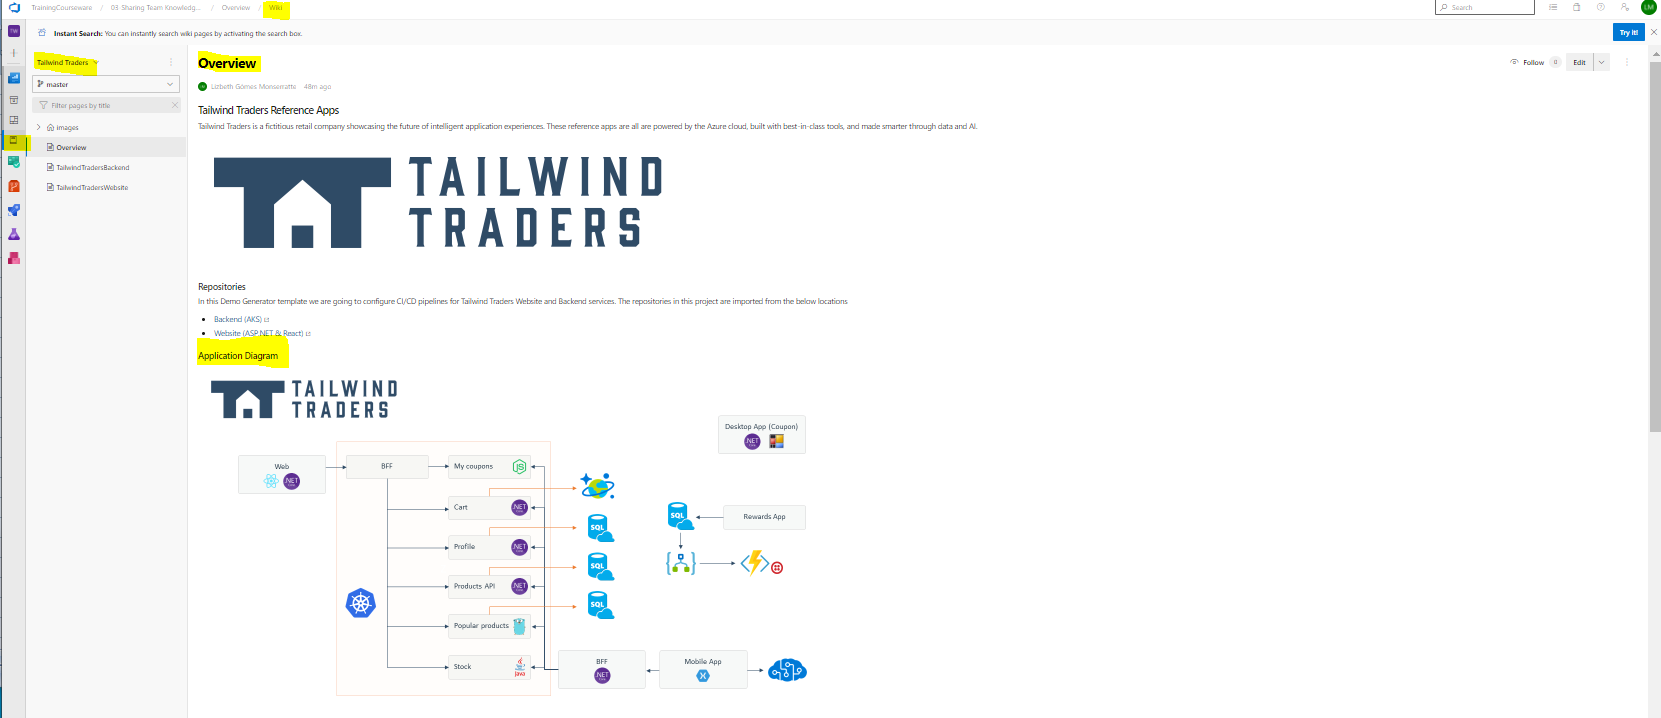 TrainingCourseware / 03 Sharing Team Knowledg... / Overview / Wiki
Search
LM
TW
Instant Search: You can instantly search wiki pages by activating the search box.
Try it!
Tailwind Traders
master
Filter pages by title
Images
Overview
TailwindTradersBackend
TailwindTradersWebsite
Overview
Follow 0
Edit
Lizbeth Gomes Monserratte 48m ago
Tailwind Traders Reference Apps
Tailwind Traders is a fictitious retail company showcasing the future of intelligent application experiences. These reference apps are all are powered by the Azure cloud, built with best-in-class tools, and made smarter through data and AI.
TAILWIND
TRADERS
Repositories
In this Demo Generator template we are going to configure CI/CD pipelines for Tailwind Traders Website and Backend services. The repositories in this project are imported from the below locations
Backend (AKS)
Website (ASP.NET & React)
Application Diagram
TAILWIND
TRADERS
Desktop App (Coupon)
.NET
Web
.NET
BFF
My coupons
JS
Cart
.NET
Profile
.NET
Products API
.NET
Popular products
Stock
Java
SQL
SQL
SQL
SQL
Rewards App
BFF
.NET
Mobile App